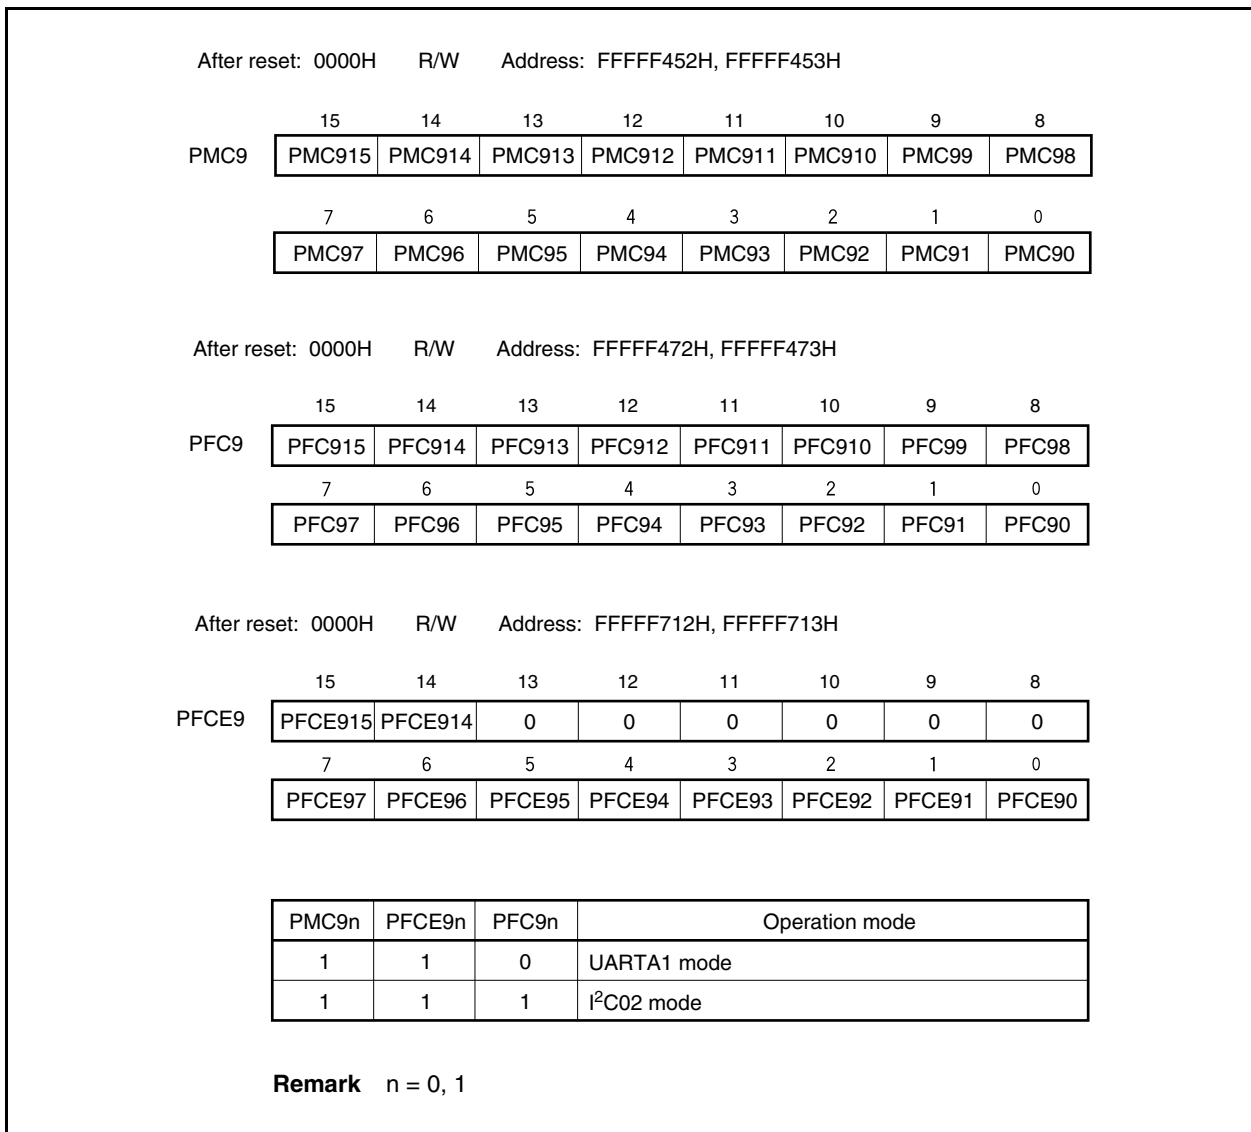 After reset: 0000H R/W Address: FFFFF452H, FFFFF453H
15 14 13 12 11 10 9 8
PMC9 PMC915 PMC914 PMC913 PMC912 PMC911 PMC910 PMC99 PMC98
7 6 5 4 3 2 1 0
PMC97 PMC96 PMC95 PMC94 PMC93 PMC92 PMC91 PMC90
After reset: 0000H R/W Address: FFFFF472H, FFFFF473H
15 14 13 12 11 10 9 8
PFC9 PFC915 PFC914 PFC913 PFC912 PFC911 PFC910 PFC99 PFC98
7 6 5 4 3 2 1 0
PFC97 PFC96 PFC95 PFC94 PFC93 PFC92 PFC91 PFC90
After reset: 0000H R/W Address: FFFFF712H, FFFFF713H
15 14 13 12 11 10 9 8
PFCE9 PFCE915 PFCE914 0 0 0 0 0 0
7 6 5 4 3 2 1 0
PFCE97 PFCE96 PFCE95 PFCE94 PFCE93 PFCE92 PFCE91 PFCE90
PMC9n PFCE9n PFC9n Operation mode
1 1 0 UARTA1 mode
1 1 1 I²C02 mode
Remark n = 0, 1